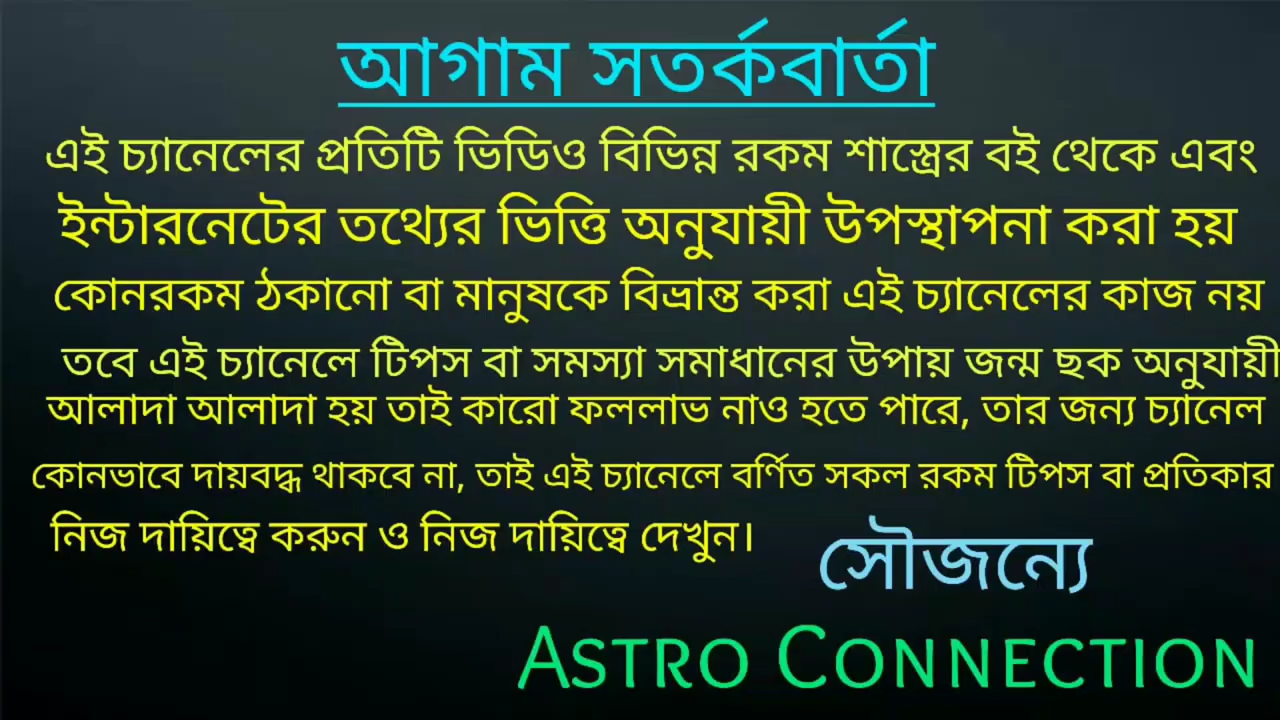 আগাম সতর্কবার্তা
এই চ্যানেলের প্রতিটি ভিডিও বিভিন্ন রকম শাস্ত্রের বই থেকে এবং
ইন্টারনেটের তথ্যের ভিত্তি অনুযায়ী উপস্থাপনা করা হয়
কোনরকম ঠকানো বা মানুষকে বিভ্রান্ত করা এই চ্যানেলের কাজ নয়
তবে এই চ্যানেলে টিপস বা সমস্যা সমাধানের উপায় জন্ম ছক অনুযায়ী
আলাদা আলাদা হয় তাই কারো ফললাভ নাও হতে পারে, তার জন্য চ্যানেল
কোনভাবে দায়বদ্ধ থাকবে না, তাই এই চ্যানেলে বর্ণিত সকল রকম টিপস বা প্রতিকার
নিজ দায়িত্বে করুন ও নিজ দায়িত্বে দেখুন।
সৌজন্যে
ASTRO CONNECTION